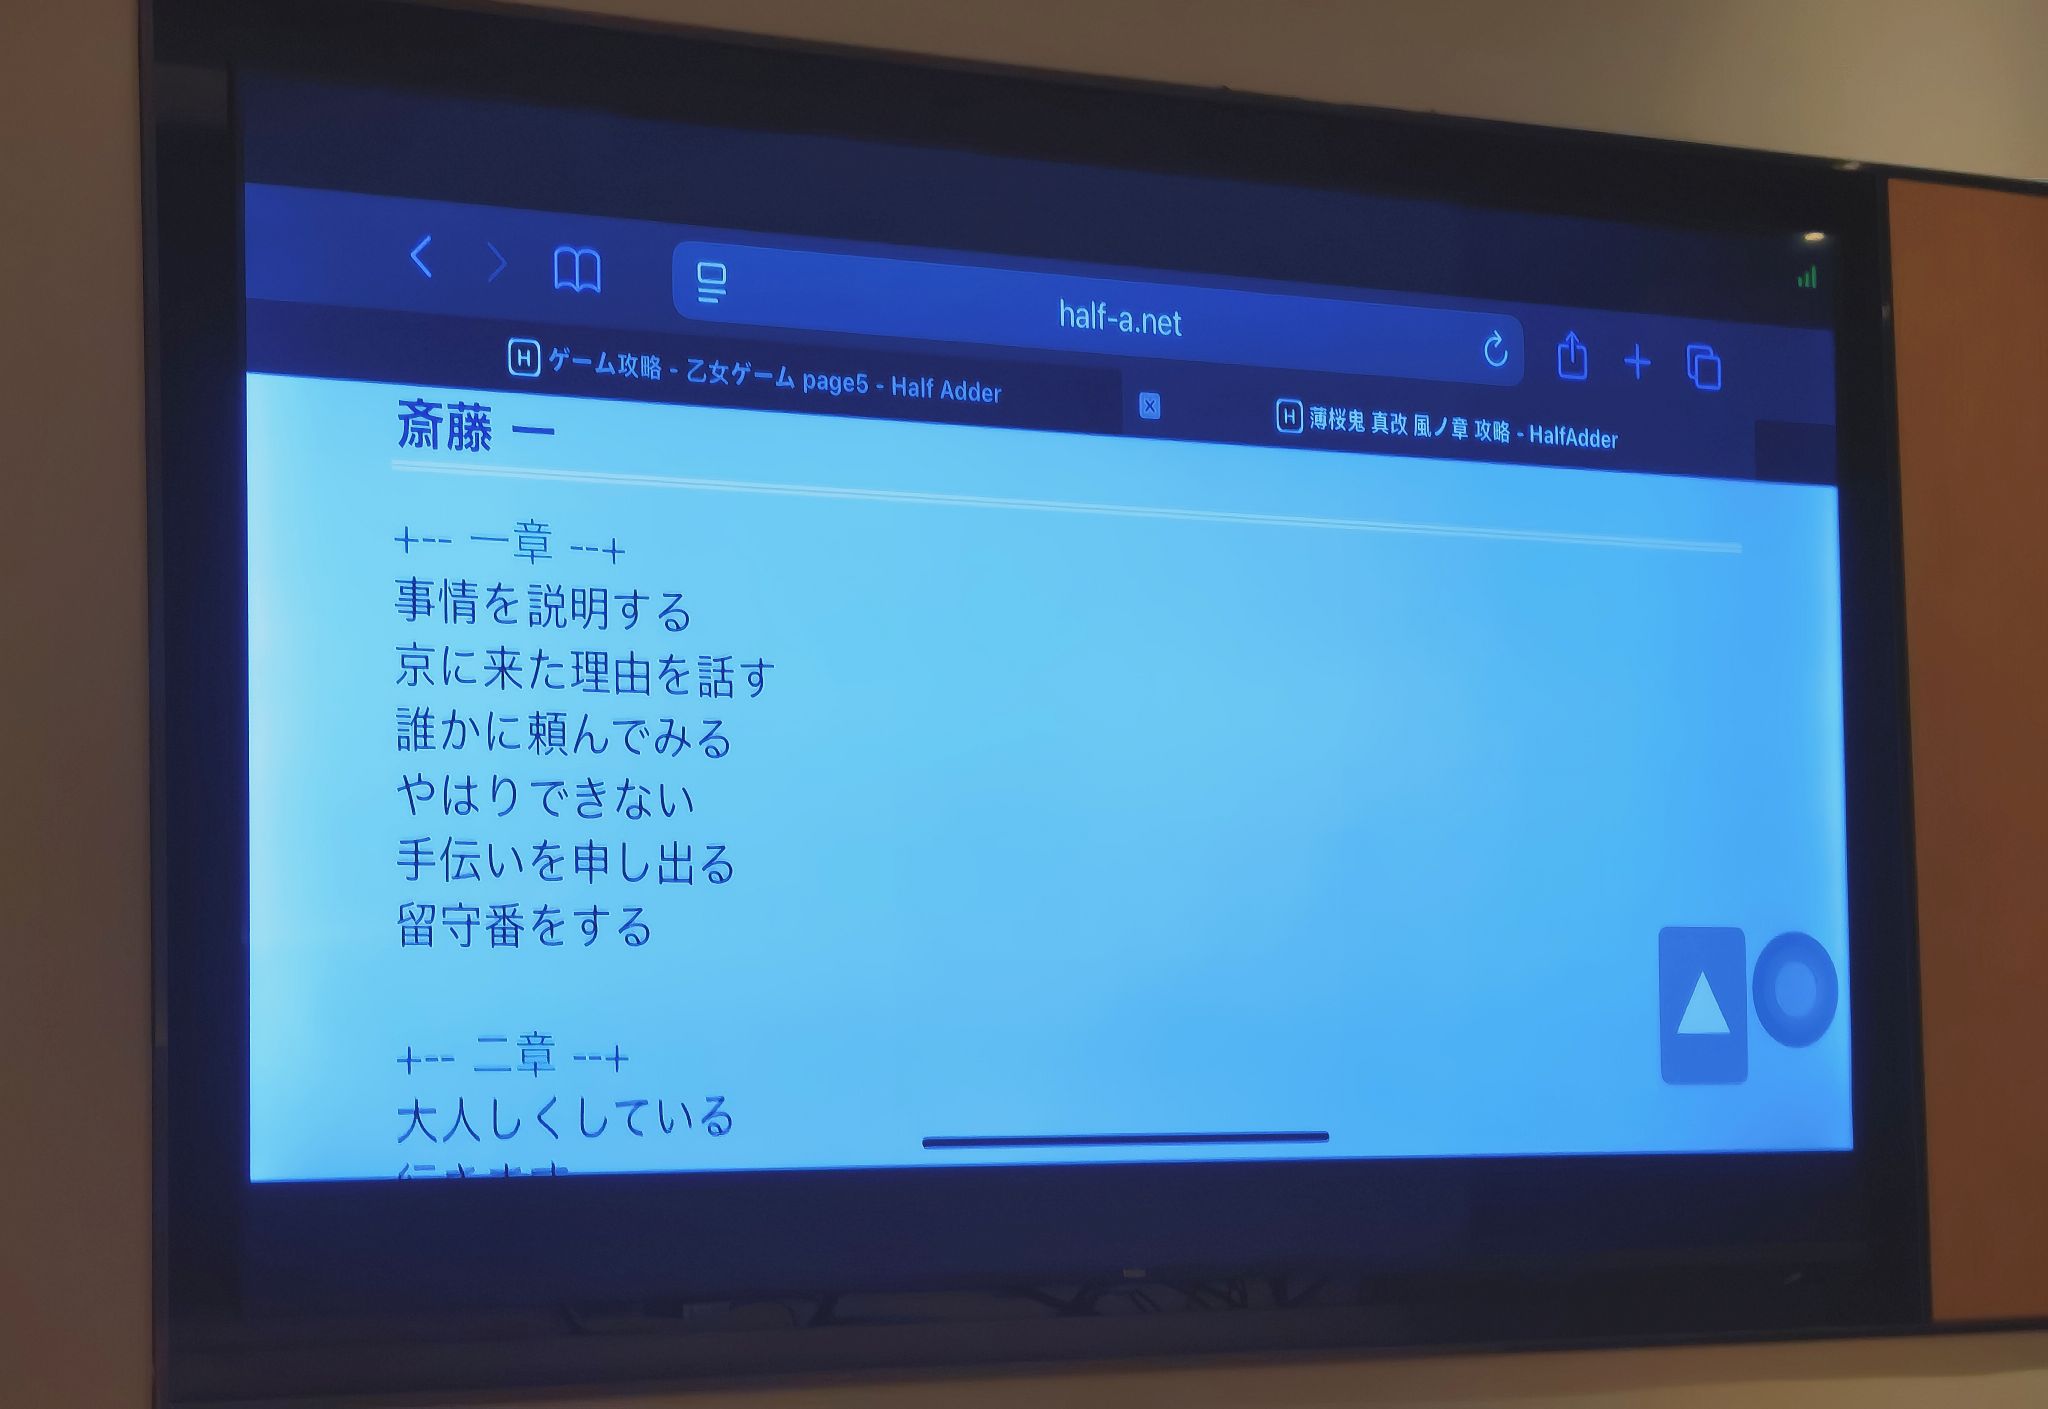 half-a.net
H ゲーム攻略 - 乙女ゲーム page5 - Half Adder
H 薄桜鬼 真改 風ノ章 攻略 - HalfAdder
斎藤 一
+-- 一章 --+
事情を説明する
京に来た理由を話す
誰かに頼んでみる
やはりできない
手伝いを申し出る
留守番をする
+-- 二章 --+
大人しくしている